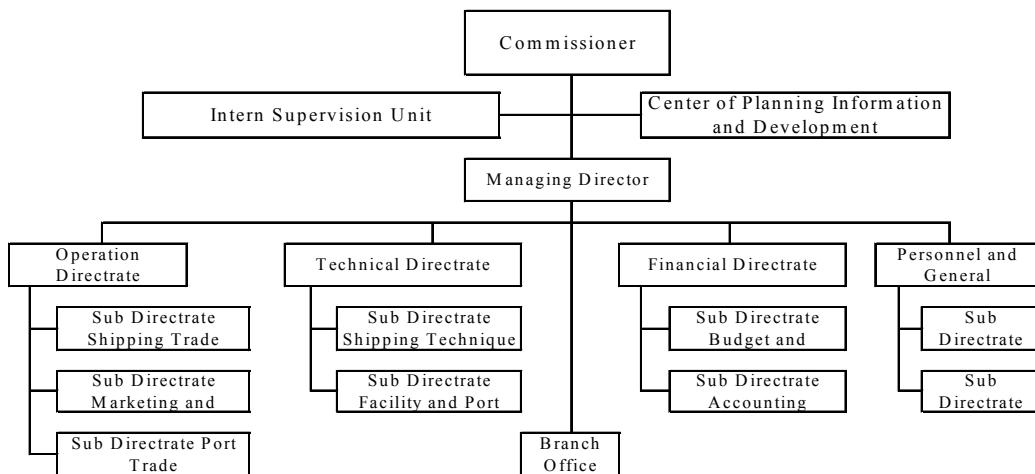 Commissioner
Intern Supervision Unit
Center of Planning Information
and Development
Managing Director
Operation
Directrate
Technical Directrate
Financial Directrate
Personnel and
General
Sub Directrate
Shipping Trade
Sub Directrate
Shipping Technique
Sub Directrate
Budget and
Sub
Directrate
Sub Directrate
Marketing and
Sub Directrate
Facility and Port
Sub Directrate
Accounting
Sub
Directrate
Sub Directrate Port
Trade
Branch
Office